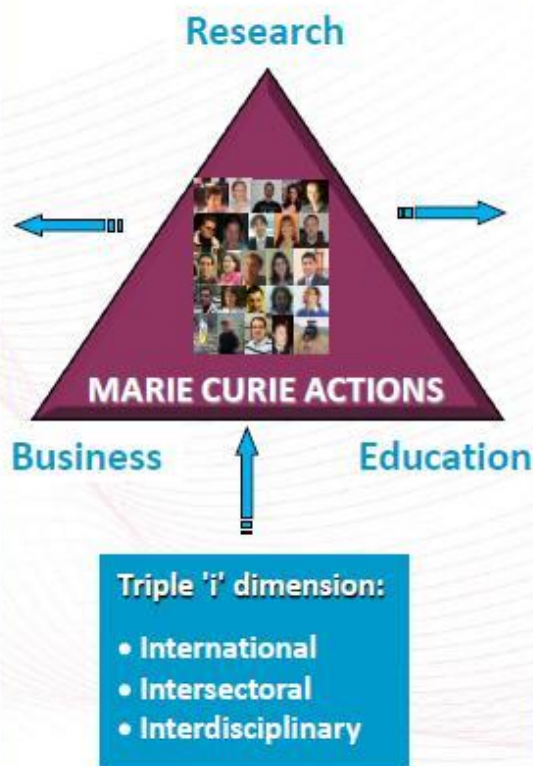 Research
MARIE CURIE ACTIONS
Business
Education
Triple 'i' dimension:
• International
• Intersectoral
• Interdisciplinary